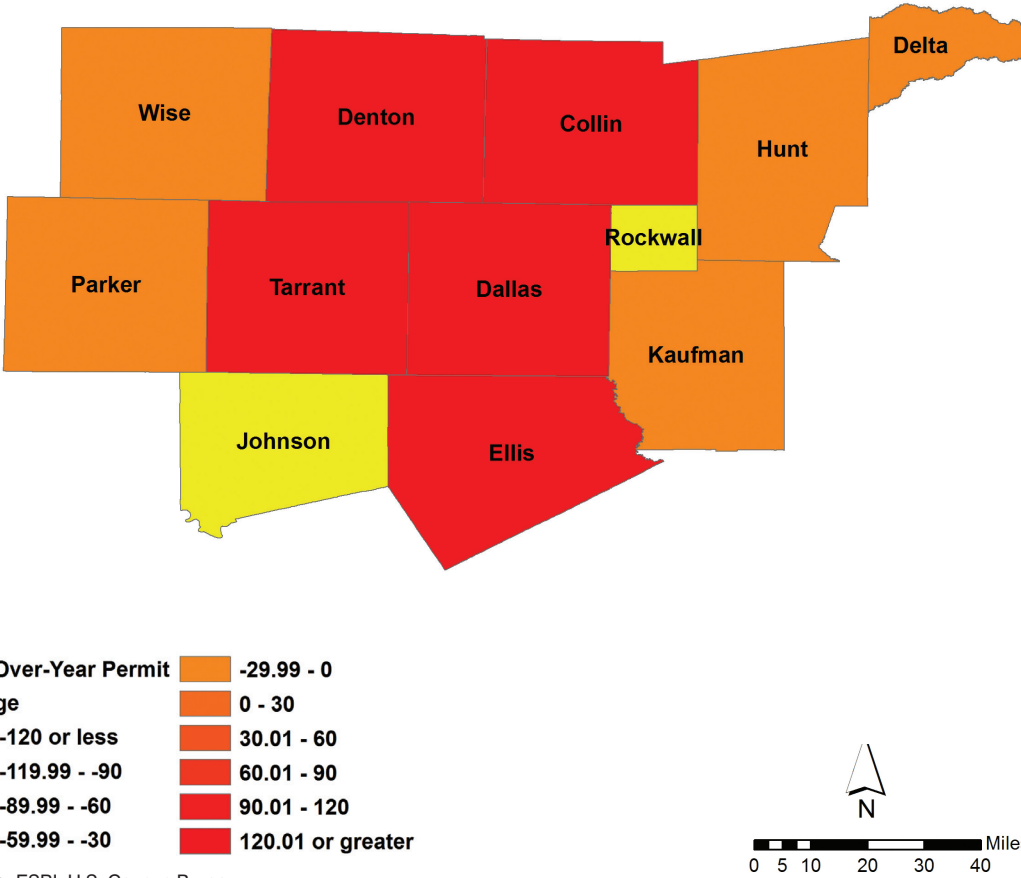 Delta
Wise
Denton
Collin
Hunt
Rockwall
Parker
Tarrant
Dallas
Kaufman
Johnson
Ellis
Over-Year Permit
ge
-120 or less
-119.99 - -90
-89.99 - -60
-59.99 - -30
-29.99 - 0
0 - 30
30.01 - 60
60.01 - 90
90.01 - 120
120.01 or greater
N
Mile
0 5 10 20 30 40
ESRI, U.S.